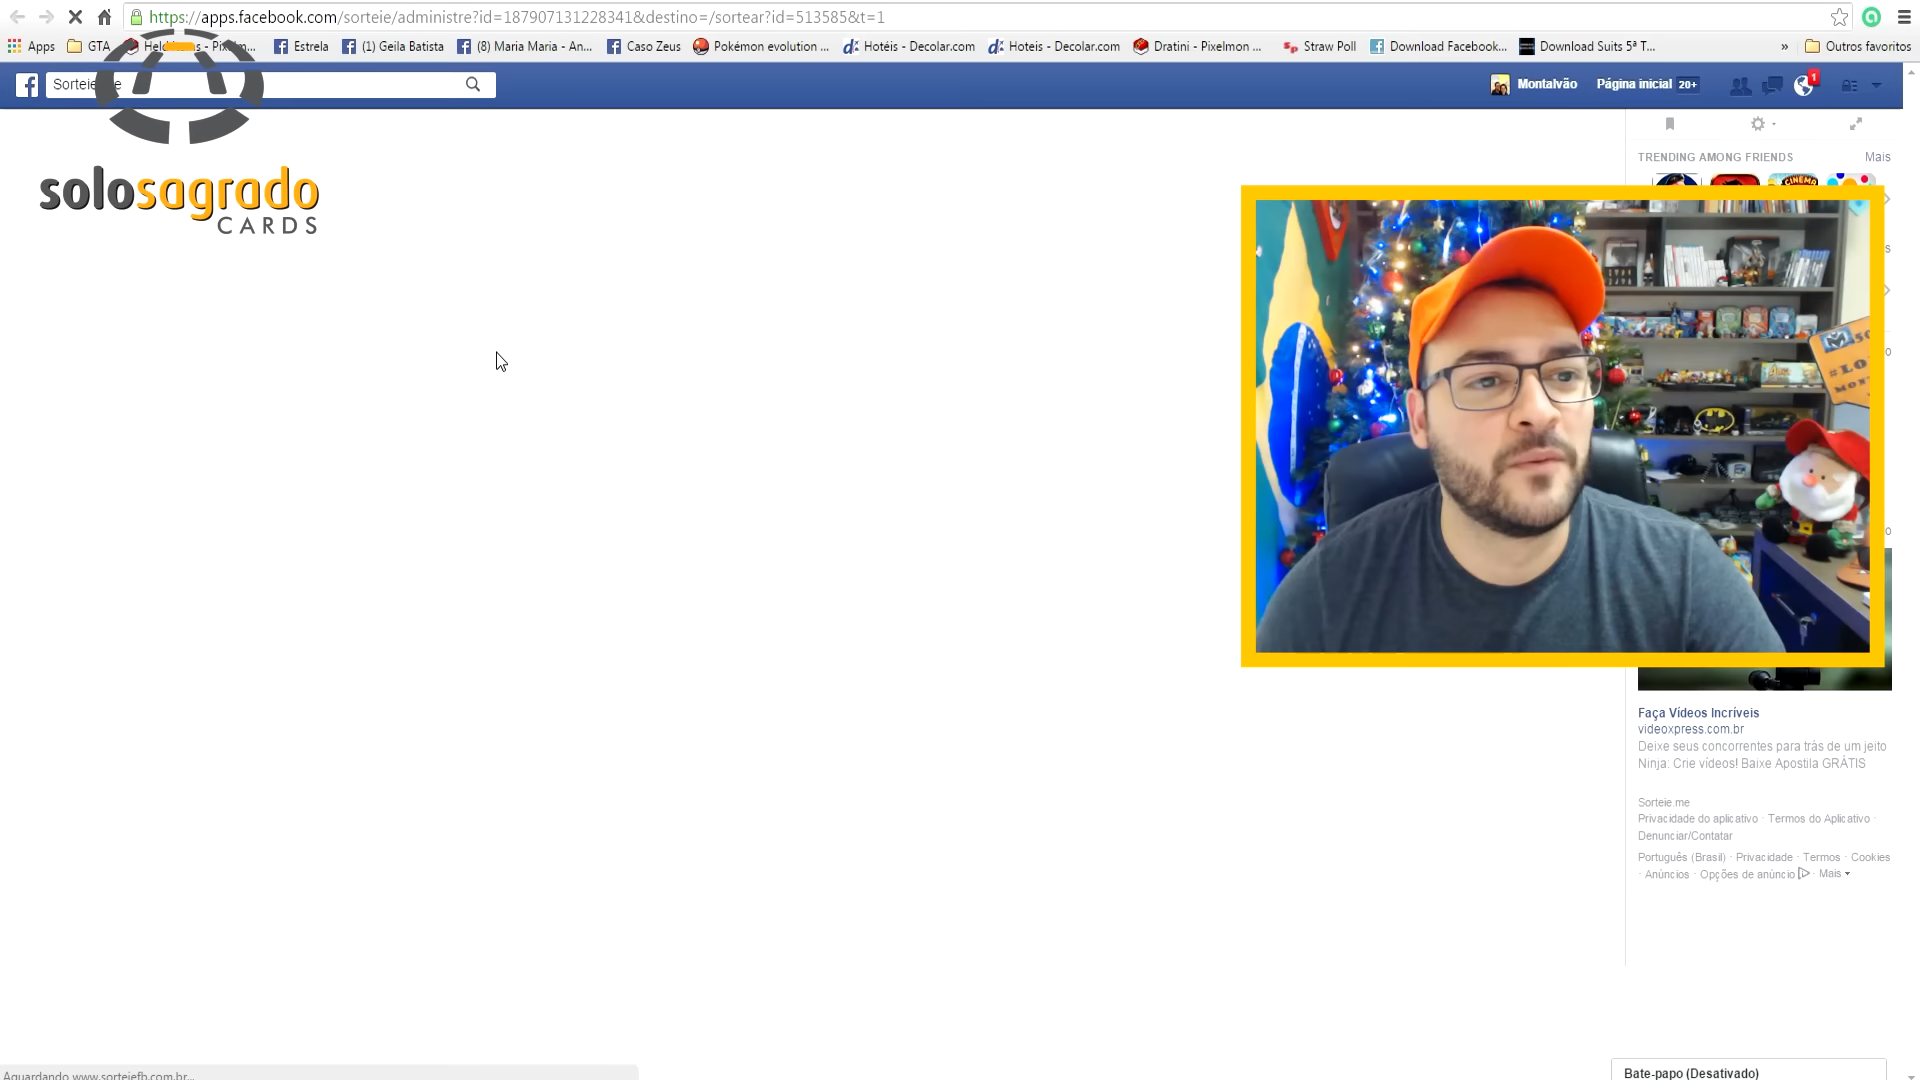 https://apps.facebook.com/sorteie/administre?id=187907131228341&destino=/sortear?id=513585&t=1
Apps GTA Estrela (1) Geila Batista (8) Maria Maria - An... Caso Zeus Pokémon evolution ... Hotéis - Decolar.com Hoteis - Decolar.com Dratini - Pixelmon ... Straw Poll Download Facebook... Download Suits 5ª T... » Outros favoritos
Montalvão Página inicial 20+ 1
TRENDING AMONG FRIENDS Mais
solosagrado
CARDS
CINEMA
Faça Vídeos Incríveis
videoxpress.com.br
Deixe seus concorrentes para trás de um jeito
Ninja: Crie vídeos! Baixe Apostila GRÁTIS
Sorteie.me
Privacidade do aplicativo · Termos do Aplicativo ·
Denunciar/Contatar
Português (Brasil) · Privacidade · Termos · Cookies
· Anúncios · Opções de anúncio · Mais
Aguardando www.sorteiefb.com.br...
Bate-papo (Desativado)